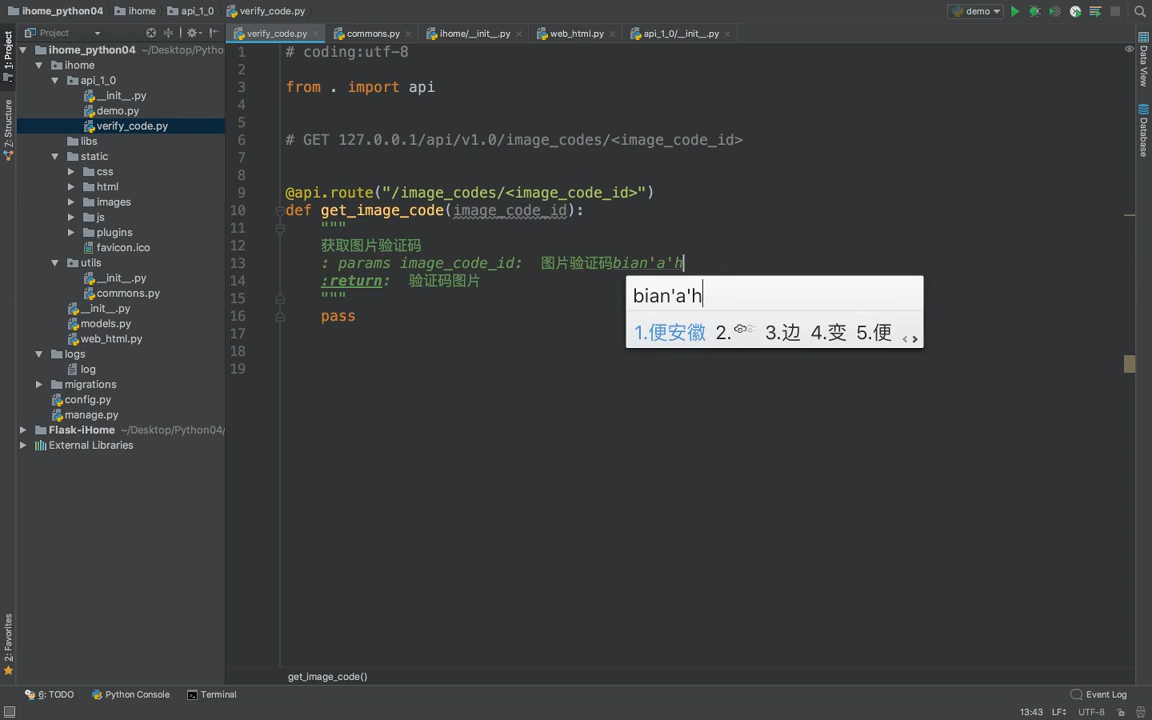 ihome_python04 ihome api_1_0 verify_code.py demo
Project verify_code.py commons.py ihome/__init__.py web_html.py api_1_0/__init__.py
1: Project
Z: Structure
2: Favorites
ihome_python04 ~/Desktop/Pytho
ihome
api_1_0
__init__.py
demo.py
verify_code.py
libs
static
css
html
images
js
plugins
favicon.ico
utils
__init__.py
commons.py
__init__.py
models.py
web_html.py
logs
log
migrations
config.py
manage.py
Flask-iHome ~/Desktop/Python04/
External Libraries
1 # coding:utf-8
2
3 from . import api
4
5
6 # GET 127.0.0.1/api/v1.0/image_codes/<image_code_id>
7
8
9 @api.route("/image_codes/<image_code_id>")
10 def get_image_code(image_code_id):
11 """
12 获取图片验证码
13 : params image_code_id: 图片验证码bian'a'h
14 :return: 验证码图片
15 """
16 pass
17
18
19
bian'a'h
1.便安徽 2. 3.边 4.变 5.便 < >
Data View
Database
get_image_code()
6: TODO Python Console Terminal Event Log
13:43 LF UTF-8